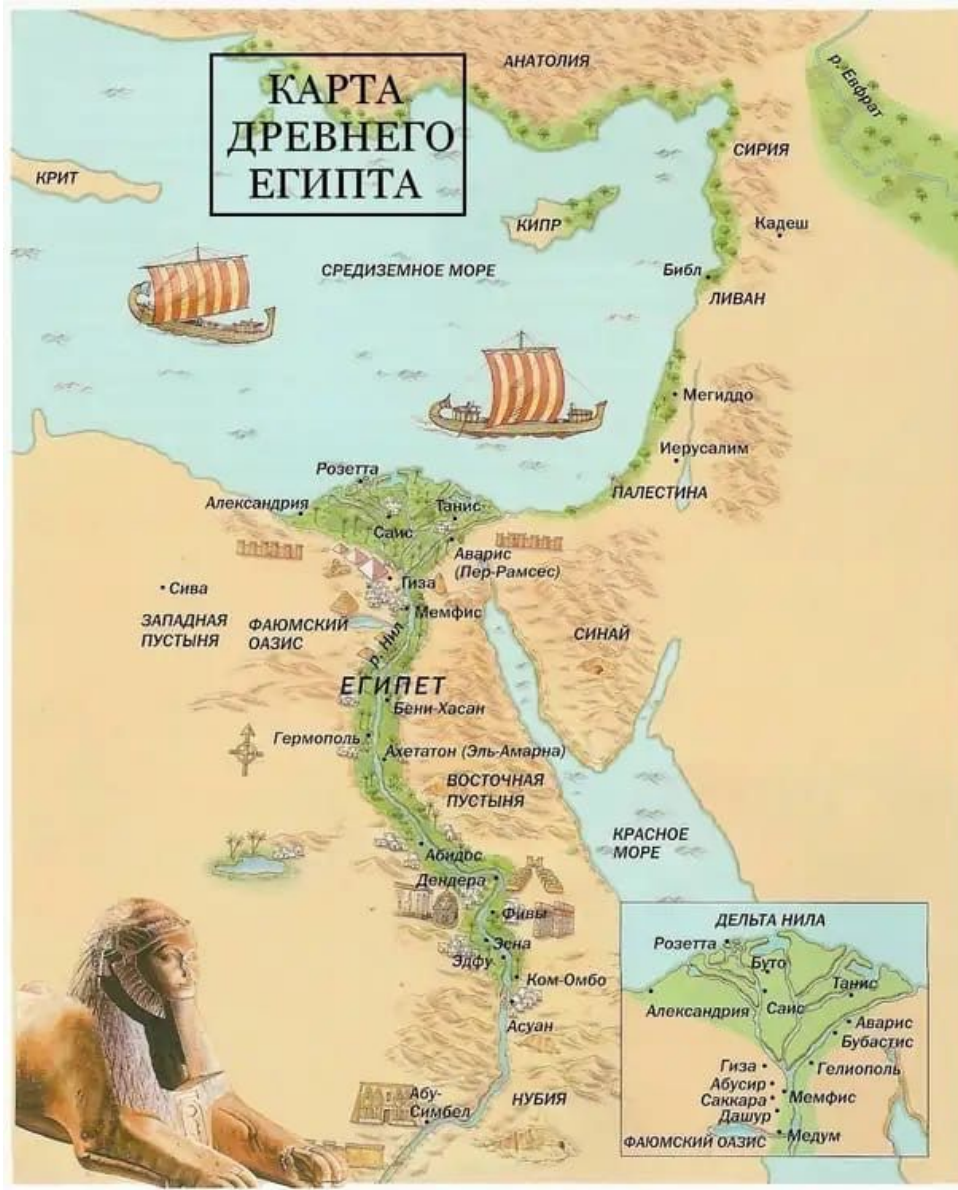 КАРТА
ДРЕВНЕГО
ЕГИПТА
АНАТОЛИЯ
р. Евфрат
СИРИЯ
КРИТ
КИПР
Кадеш
СРЕДИЗЕМНОЕ МОРЕ
Библ
ЛИВАН
Мегиддо
Иерусалим
ПАЛЕСТИНА
Розетта
Александрия
Танис
Саис
Аварис
(Пер-Рамсес)
Гиза
Сива
Мемфис
ЗАПАДНАЯ
ПУСТЫНЯ
ФАЮМСКИЙ
ОАЗИС
р. Нил
СИНАЙ
ЕГИПЕТ
Бени-Хасан
Гермополь
Ахетатон (Эль-Амарна)
ВОСТОЧНАЯ
ПУСТЫНЯ
КРАСНОЕ
МОРЕ
Абидос
Дендера
Фивы
Эсна
Эдфу
Ком-Омбо
Асуан
Абу-
Симбел
НУБИЯ
ДЕЛЬТА НИЛА
Розетта
Буто
Танис
Александрия
Саис
Аварис
Бубастис
Гиза
Гелиополь
Абусир
Саккара
Мемфис
Дашур
ФАЮМСКИЙ ОАЗИС
Медум